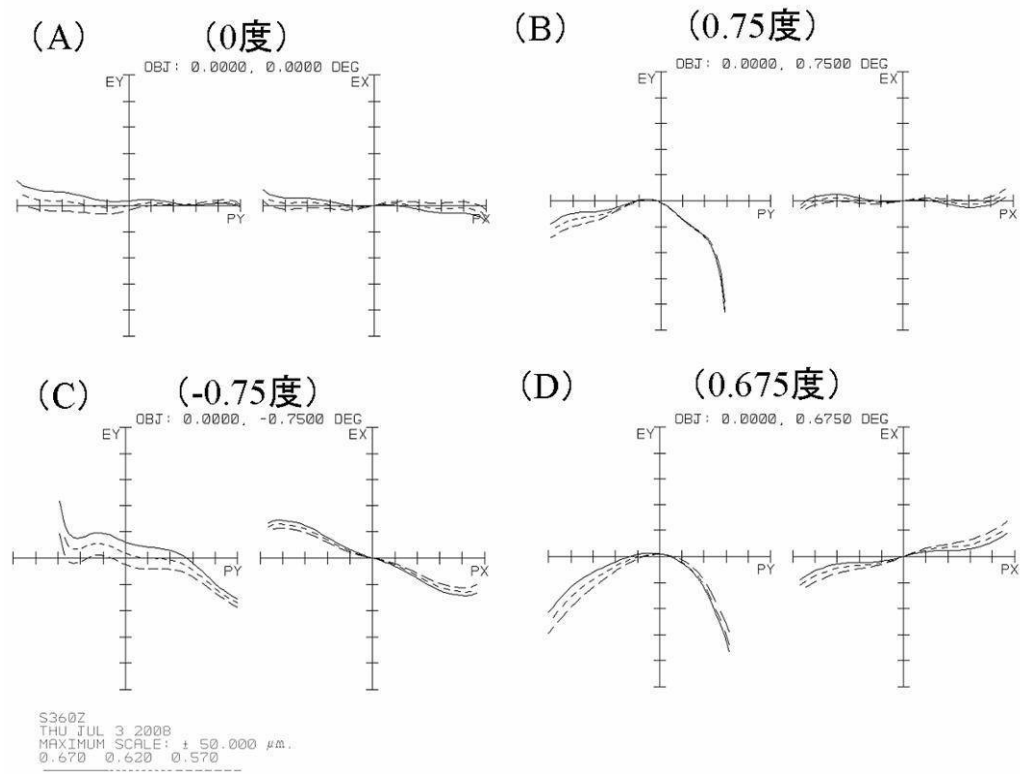 (A)
(0度)
OBJ: 0.0000, 0.0000 DEG
EY
EX
PY
PX
(B)
(0.75度)
OBJ: 0.0000, 0.7500 DEG
EY
EX
PY
PX
(C)
(-0.75度)
OBJ: 0.0000, -0.7500 DEG
EY
EX
PY
PX
(D)
(0.675度)
OBJ: 0.0000, 0.6750 DEG
EY
EX
PY
PX
S360Z
THU JUL 3 2008
MAXIMUM SCALE: ± 50.000 μm.
0.670 0.620 0.570